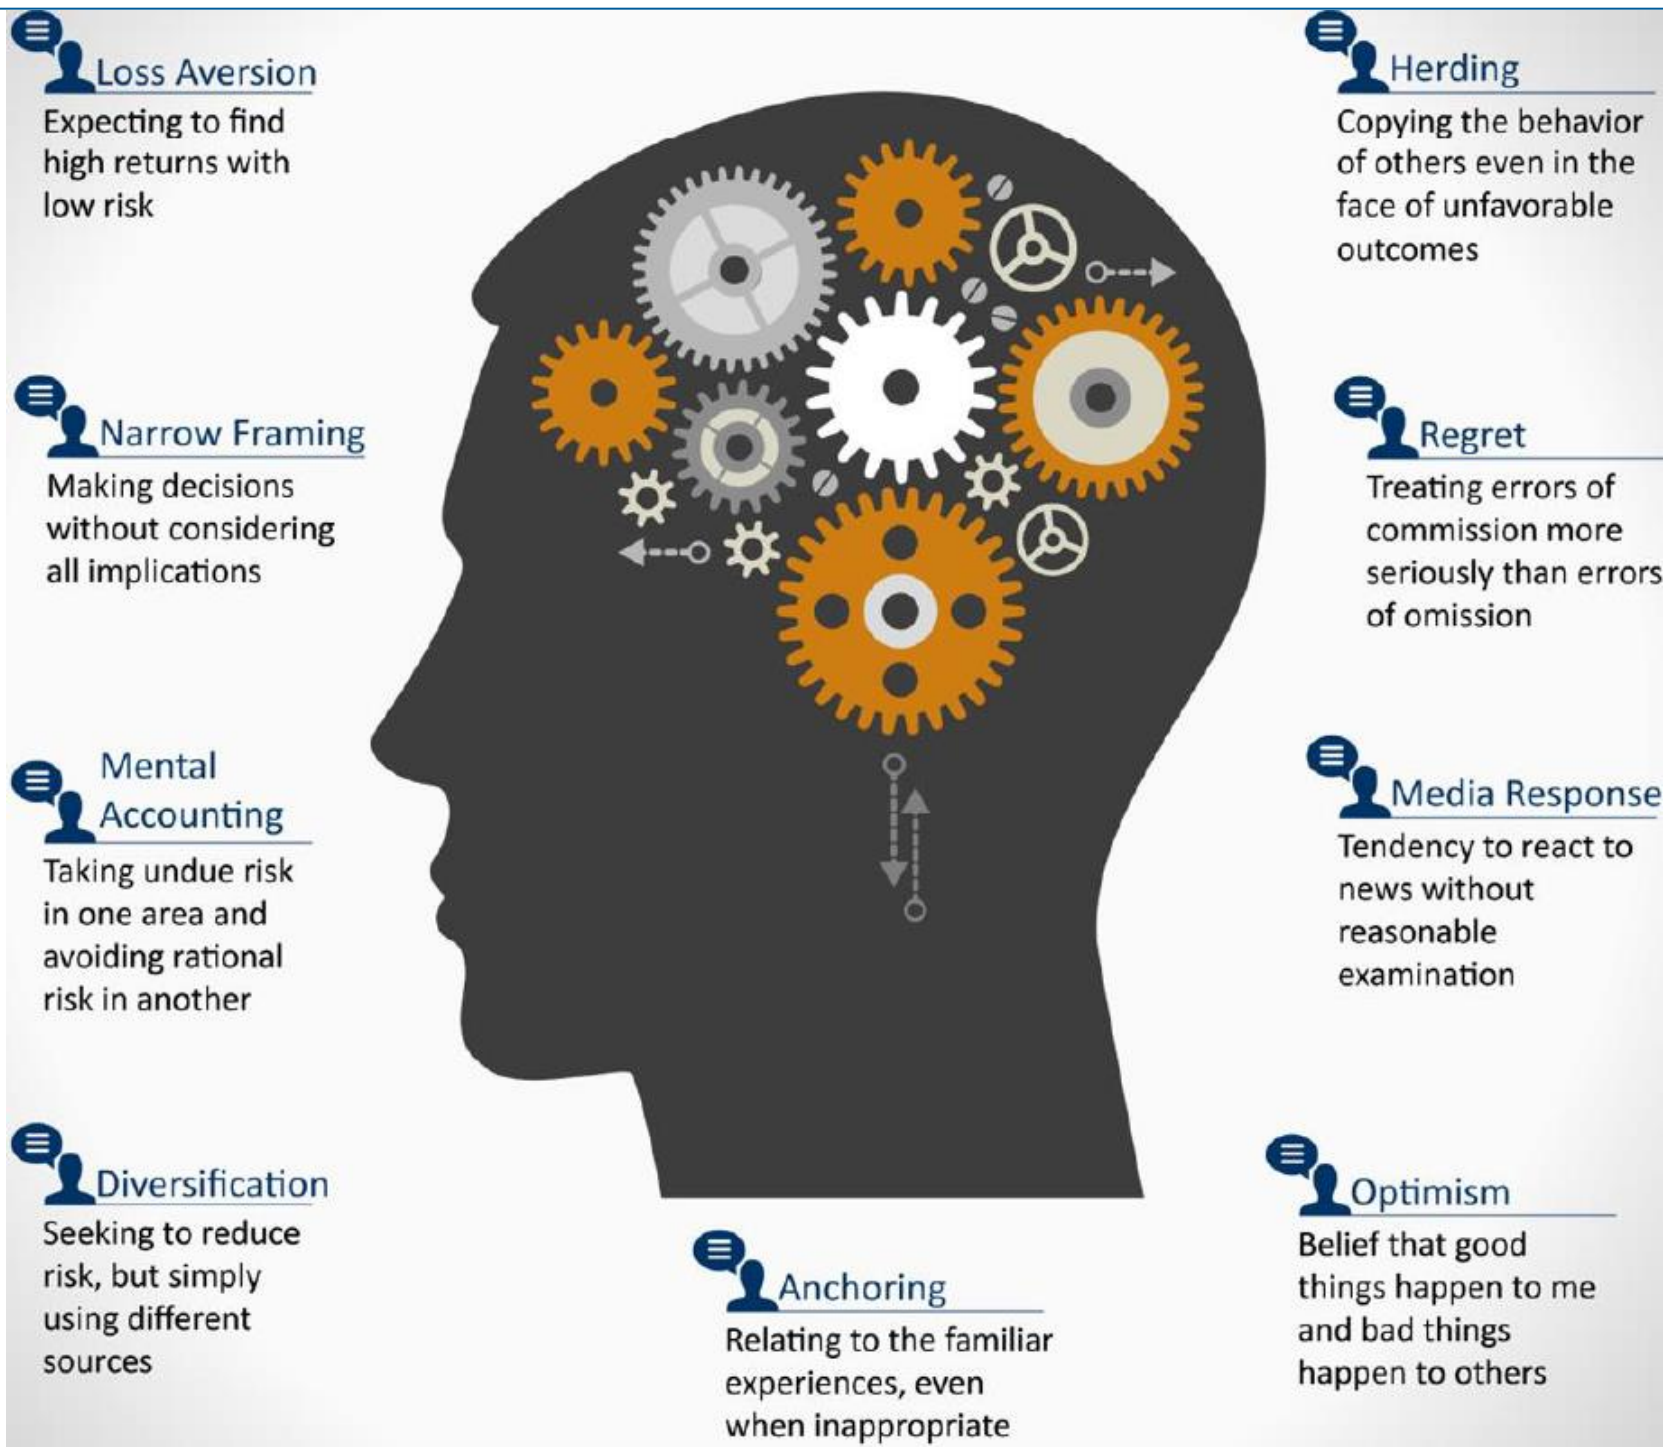 Loss Aversion
Expecting to find
high returns with
low risk
Narrow Framing
Making decisions
without considering
all implications
Mental
Accounting
Taking undue risk
in one area and
avoiding rational
risk in another
Diversification
Seeking to reduce
risk, but simply
using different
sources
Anchoring
Relating to the familiar
experiences, even
when inappropriate
Herding
Copying the behavior
of others even in the
face of unfavorable
outcomes
Regret
Treating errors of
commission more
seriously than errors
of omission
Media Response
Tendency to react to
news without
reasonable
examination
Optimism
Belief that good
things happen to me
and bad things
happen to others